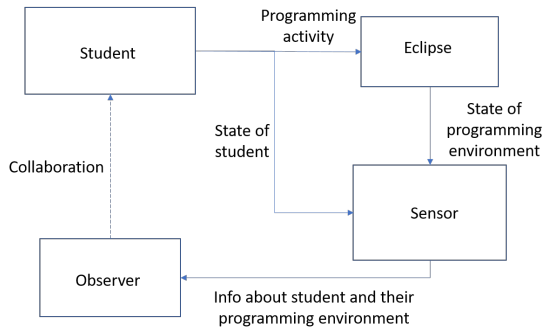 Programming
activity
Student
Eclipse
State of
programming
environment
State of
student
Collaboration
Sensor
Observer
Info about student and their
programming environment